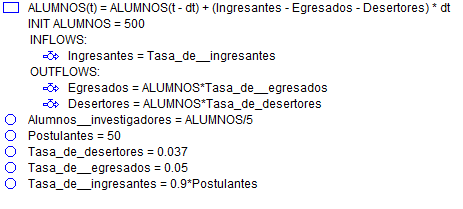 ALUMNOS(t) = ALUMNOS(t - dt) + (Ingresantes - Egresados - Desertores) * dt
INIT ALUMNOS = 500
INFLOWS:
Ingresantes = Tasa_de__ingresantes
OUTFLOWS:
Egresados = ALUMNOS*Tasa_de__egresados
Desertores = ALUMNOS*Tasa_de_desertores
Alumnos__investigadores = ALUMNOS/5
Postulantes = 50
Tasa_de_desertores = 0.037
Tasa_de__egresados = 0.05
Tasa_de__ingresantes = 0.9*Postulantes